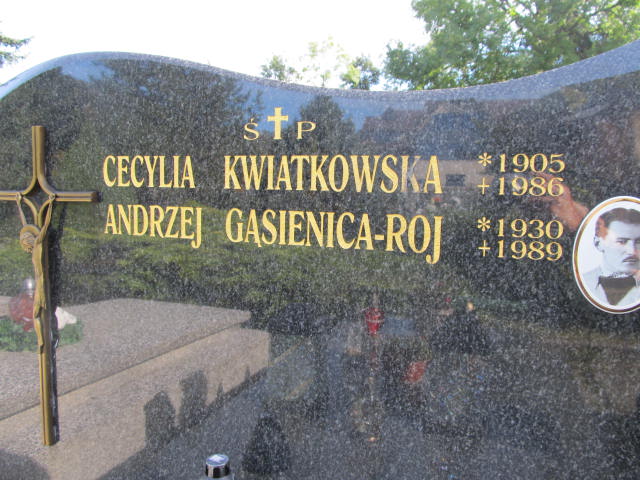 Ś † P
CECYLIA KWIATKOWSKA *1905
+1986
ANDRZEJ GĄSIENICA-ROJ *1930
+1989